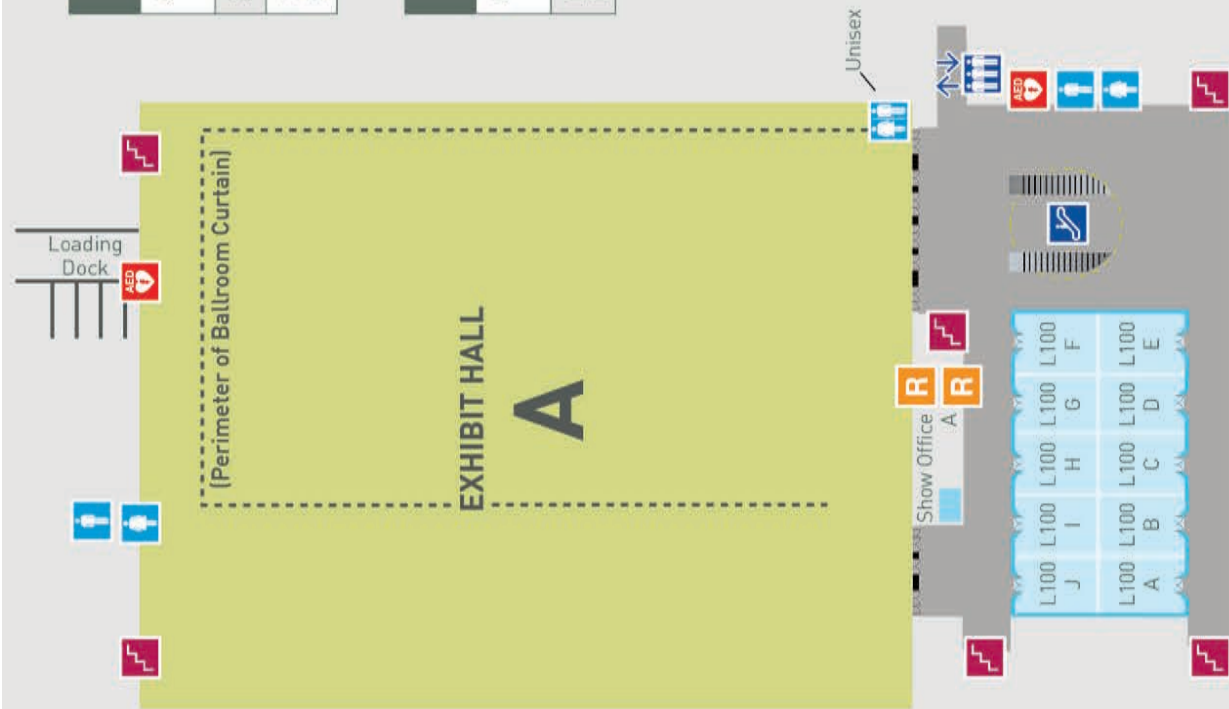 Unisex
Loading
Dock
AED
AED
(Perimeter of Ballroom Curtain)
EXHIBIT HALL
A
R
R
Show Office
A
L100
J
L100
I
L100
H
L100
G
L100
F
L100
A
L100
B
L100
C
L100
D
L100
E